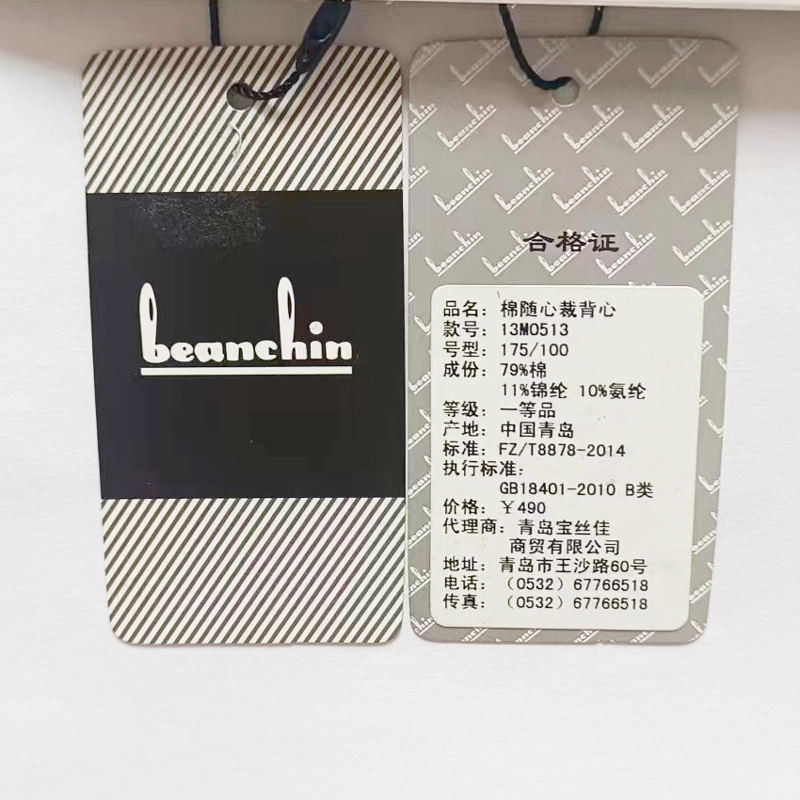 beanchin
合格证
品名：棉随心裁背心
款号：13M0513
号型：175/100
成份：79%棉
11%锦纶 10%氨纶
等级：一等品
产地：中国青岛
标准：FZ/T8878-2014
执行标准：
GB18401-2010 B类
价格：￥490
代理商：青岛宝丝佳
商贸有限公司
地址：青岛市王沙路60号
电话：（0532）67766518
传真：（0532）67766518